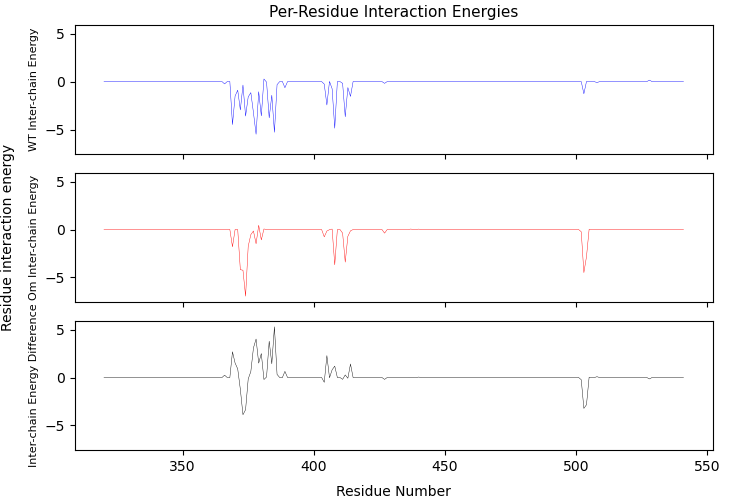 Per-Residue Interaction Energies
Residue interaction energy
WT Inter-chain Energy
5
0
−5
Om Inter-chain Energy
5
0
−5
Inter-chain Energy Difference
5
0
−5
350
400
450
500
550
Residue Number